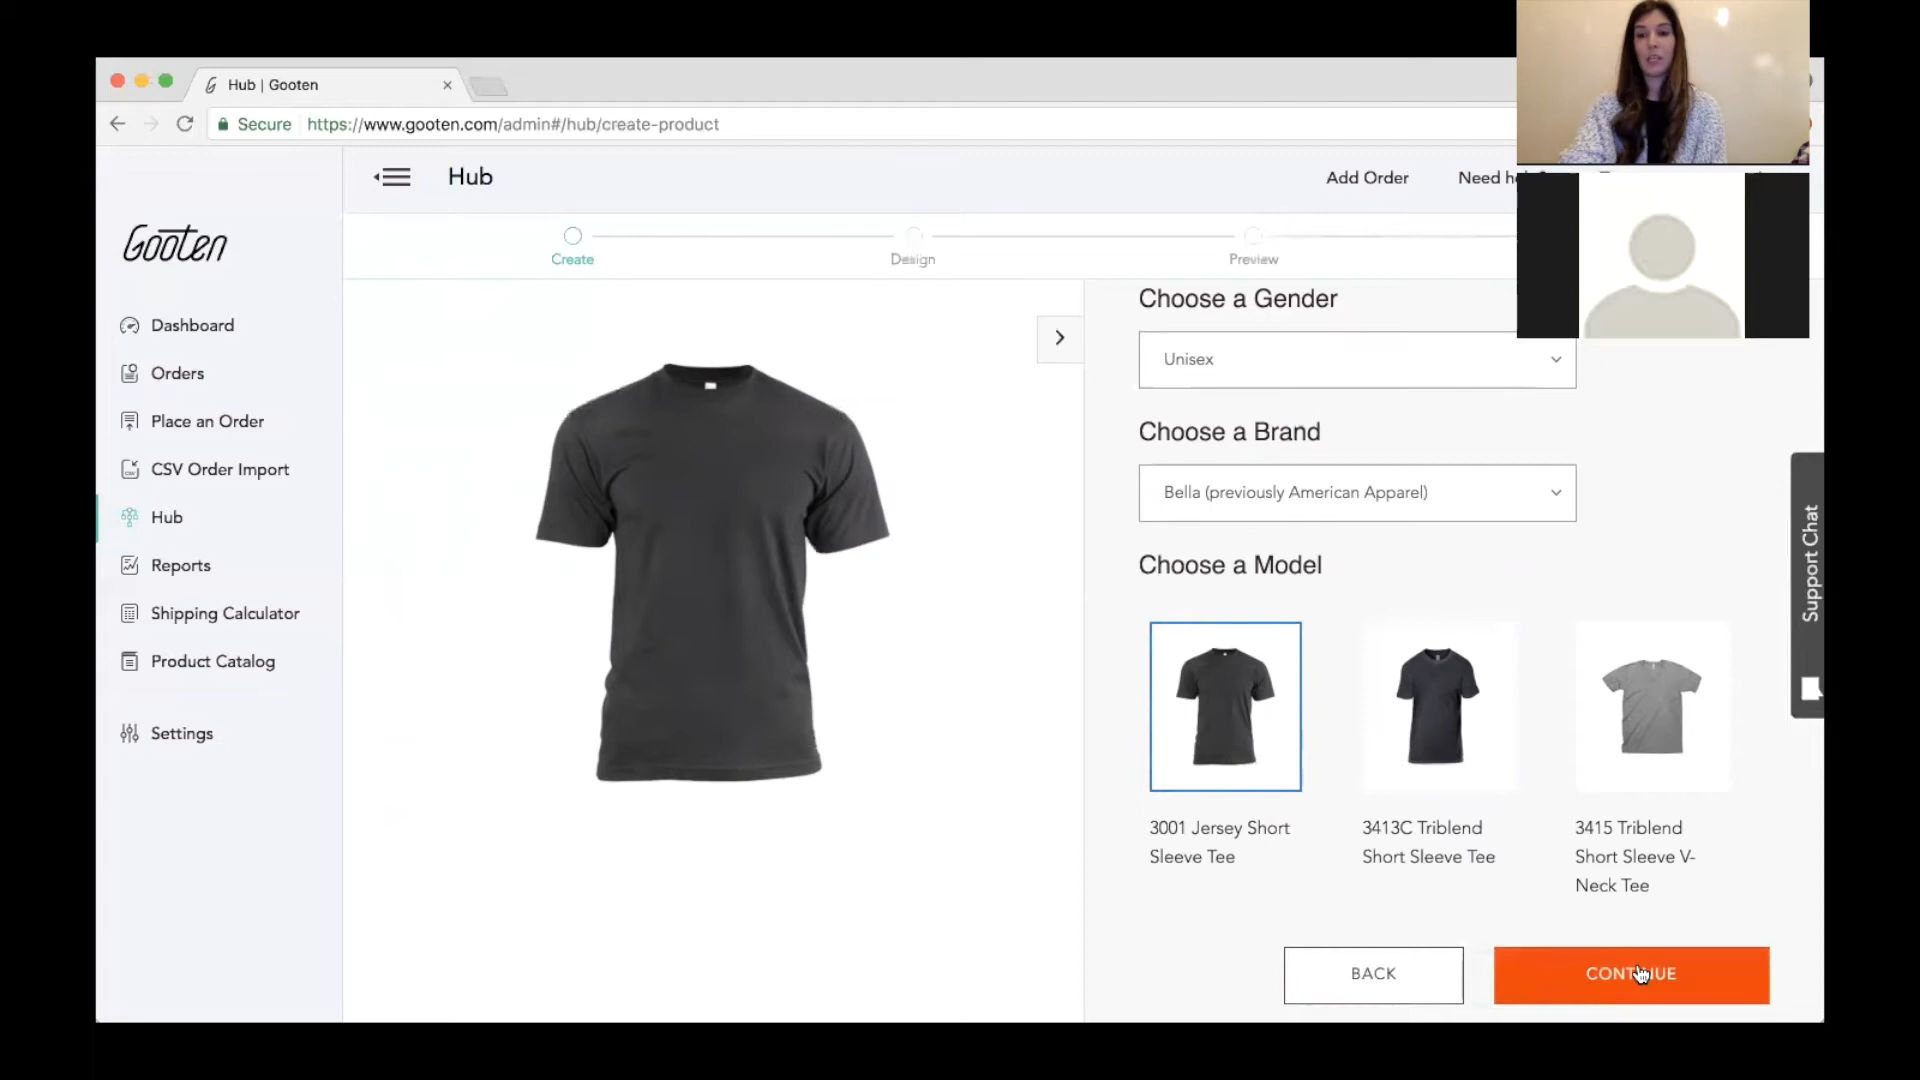 Hub | Gooten
Secure
https://www.gooten.com/admin#/hub/create-product
Hub
Add Order
Need
Gooten
Create
Design
Preview
Dashboard
Orders
Place an Order
CSV Order Import
Hub
Reports
Shipping Calculator
Product Catalog
Settings
Choose a Gender
Unisex
Choose a Brand
Bella (previously American Apparel)
Choose a Model
3001 Jersey Short
Sleeve Tee
3413C Triblend
Short Sleeve Tee
3415 Triblend
Short Sleeve V-
Neck Tee
BACK
CONTINUE
Support Chat